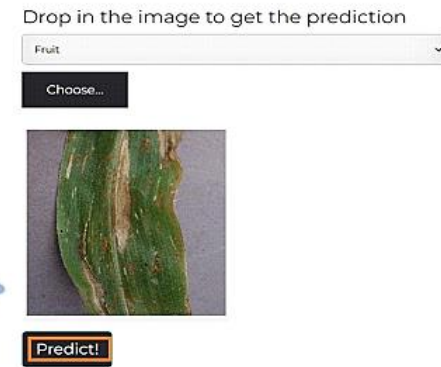 Drop in the image to get the prediction
Fruit
Choose...
Predict!